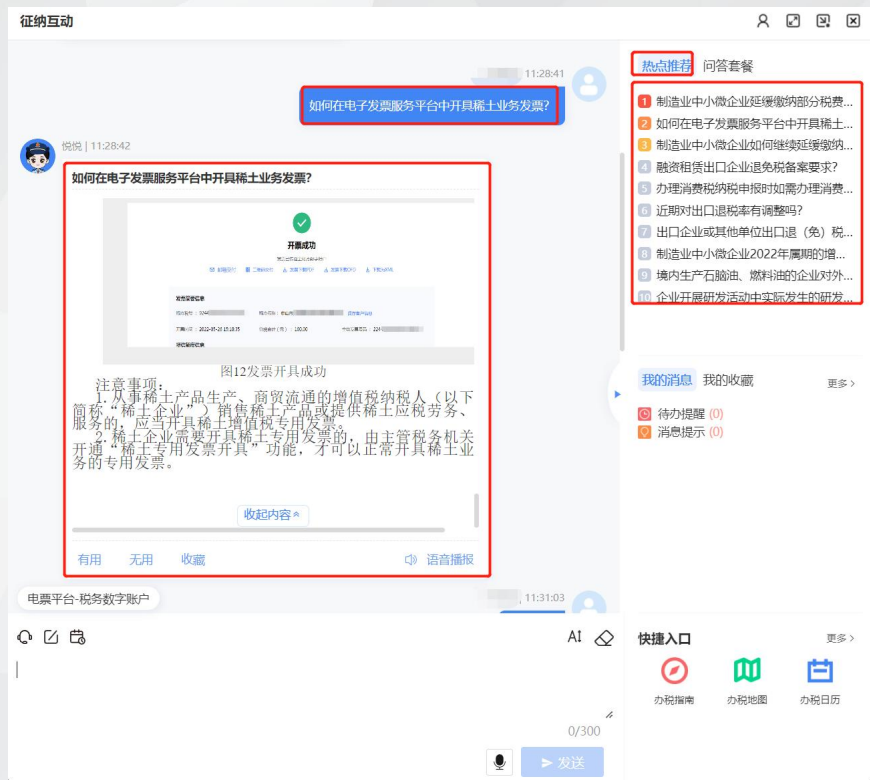 征纳互动
11:28:41
如何在电子发票服务平台中开具稀土业务发票?
悦悦 | 11:28:42
如何在电子发票服务平台中开具稀土业务发票?
开票成功
图12发票开具成功
注意事项:
1.从事稀土产品生产、商贸流通的增值税纳税人（以下
简称“稀土企业”）销售稀土产品或提供稀土应税劳务、
服务的，应当开具稀土增值税专用发票。
2.稀土企业需要开具稀土专用发票的，由主管税务机关
开通“稀土专用发票开具”功能，才可以正常开具稀土业
务的专用发票。
收起内容
有用 无用 收藏 语音播报
电票平台-税务数字账户
11:31:03
AI
0/300
发送
热点推荐 问答套餐
1 制造业中小微企业延缓缴纳部分税费...
2 如何在电子发票服务平台中开具稀土...
3 制造业中小微企业如何继续延缓缴纳...
4 融资租赁出口企业退免税备案要求?
5 办理消费税纳税申报时如需办理消费...
6 近期对出口退税率有调整吗?
7 出口企业或其他单位出口退（免）税...
8 制造业中小微企业2022年属期的增...
9 境内生产石脑油、燃料油的企业对外...
10 企业开展研发活动中实际发生的研发...
我的消息 我的收藏 更多
待办提醒 (0)
消息提示 (0)
快捷入口 更多
办税指南 办税地图 办税日历